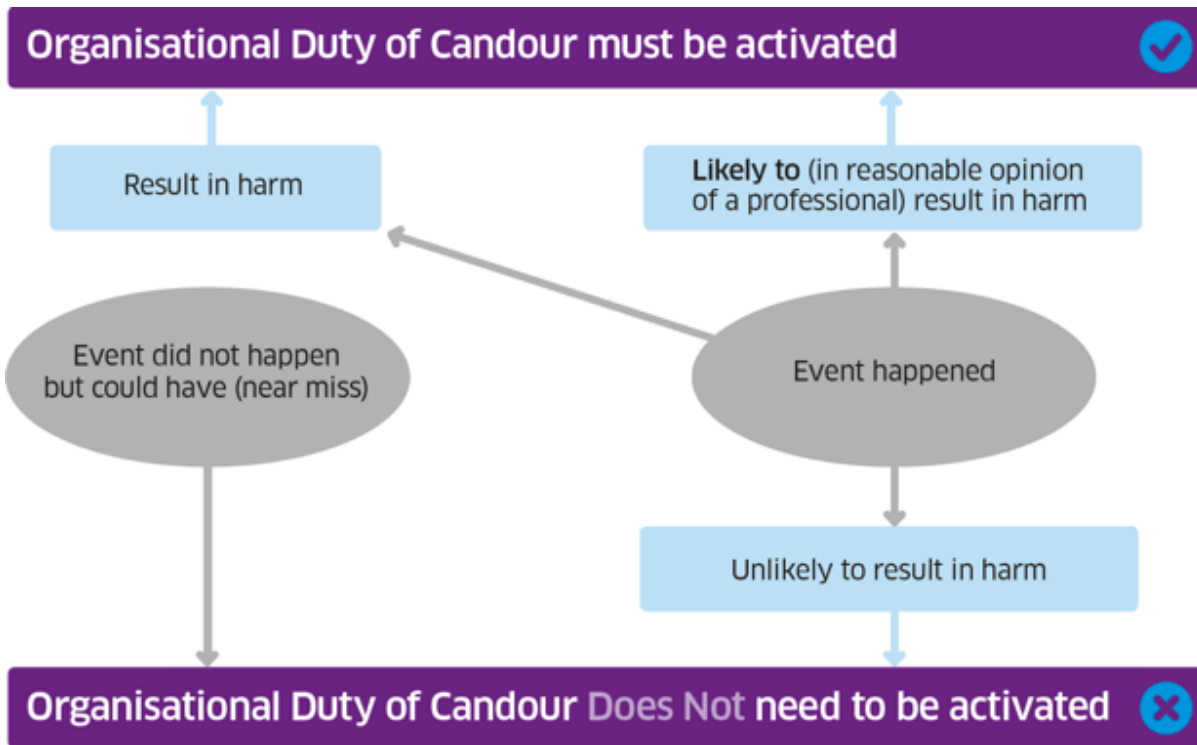 Organisational Duty of Candour must be activated
Result in harm
Likely to (in reasonable opinion
of a professional) result in harm
Event did not happen
but could have (near miss)
Event happened
Unlikely to result in harm
Organisational Duty of Candour Does Not need to be activated